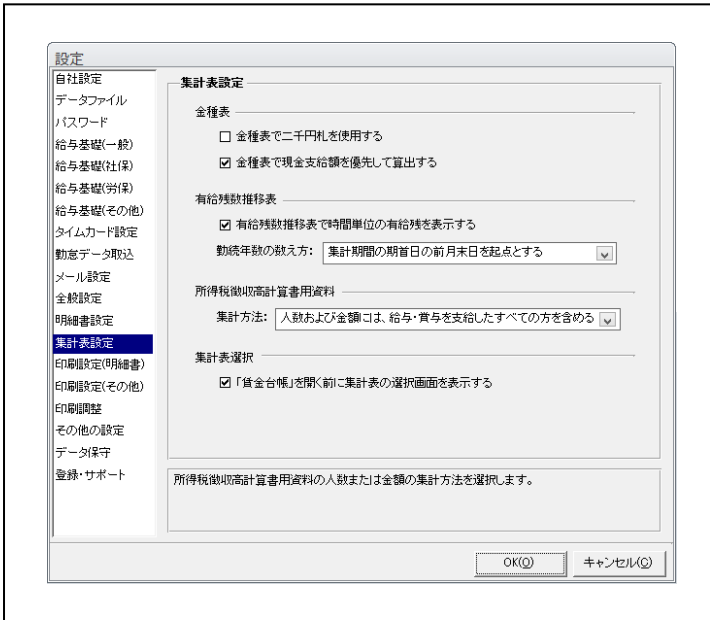 設定
自社設定
データファイル
パスワード
給与基礎(一般)
給与基礎(社保)
給与基礎(労保)
給与基礎(その他)
タイムカード設定
勤怠データ取込
メール設定
全般設定
明細書設定
集計表設定
印刷設定(明細書)
印刷設定(その他)
印刷調整
その他の設定
データ保守
登録・サポート
集計表設定
金種表
金種表で二千円札を使用する
金種表で現金支給額を優先して算出する
有給残数推移表
有給残数推移表で時間単位の有給残を表示する
勤続年数の数え方: 集計期間の期首日の前月末日を起点とする
所得税徴収高計算書用資料
集計方法: 人数および金額には、給与・賞与を支給したすべての方を含める
集計表選択
「賃金台帳」を開く前に集計表の選択画面を表示する
所得税徴収高計算書用資料の人数または金額の集計方法を選択します。
OK(O) キャンセル(C)